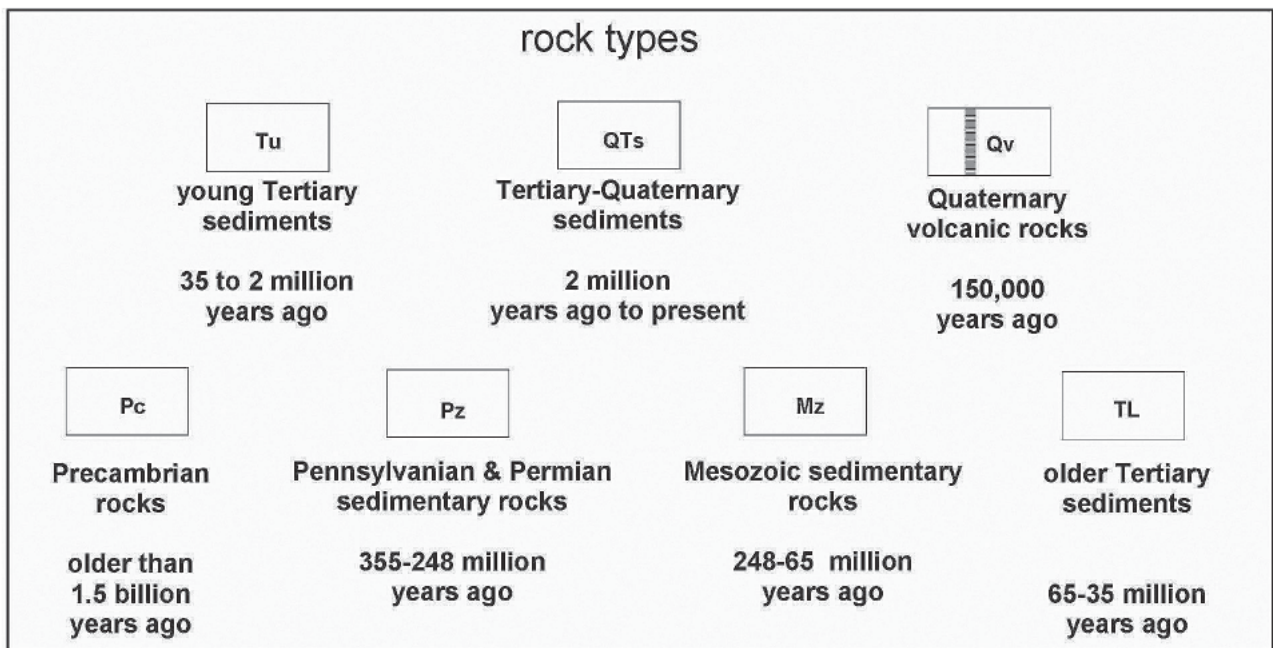 rock types
Tu
young Tertiary
sediments
35 to 2 million
years ago
QTs
Tertiary-Quaternary
sediments
2 million
years ago to present
Qv
Quaternary
volcanic rocks
150,000
years ago
Pc
Precambrian
rocks
older than
1.5 billion
years ago
Pz
Pennsylvanian & Permian
sedimentary rocks
355-248 million
years ago
Mz
Mesozoic sedimentary
rocks
248-65 million
years ago
TL
older Tertiary
sediments
65-35 million
years ago